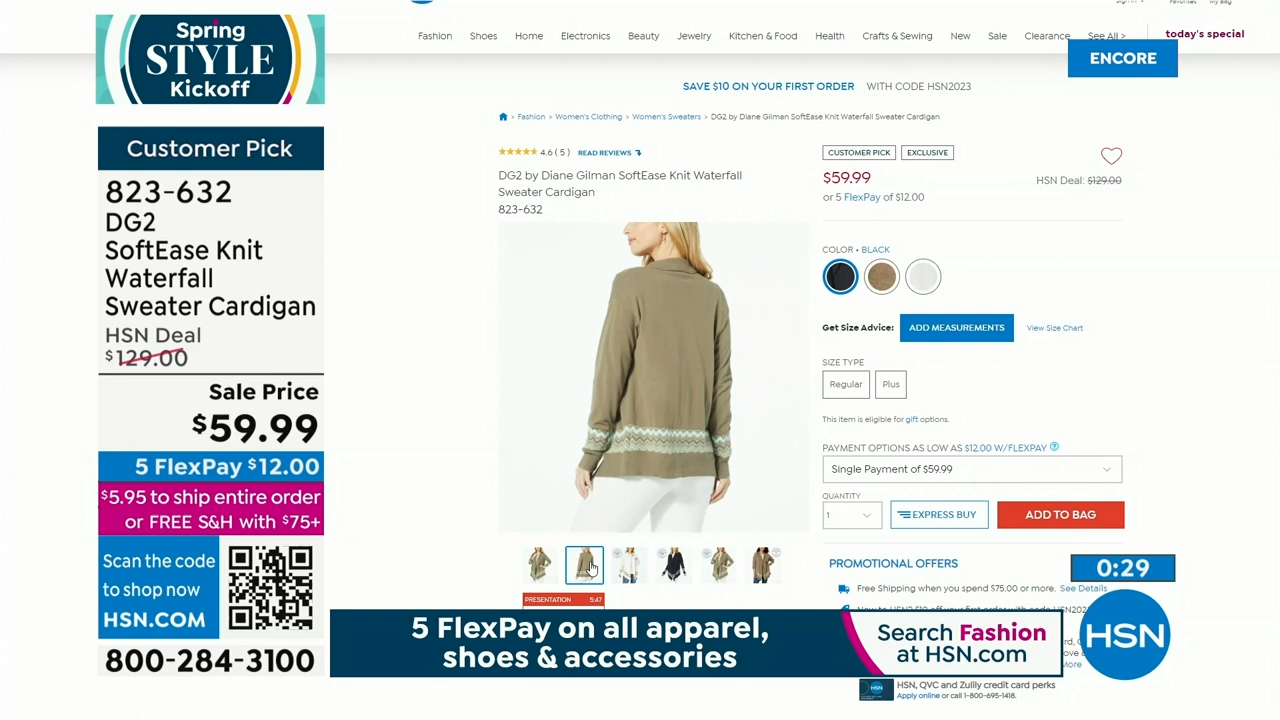 Spring
STYLE
Kickoff
Customer Pick
823-632
DG2
SoftEase Knit
Waterfall
Sweater Cardigan
HSN Deal
$129.00
Sale Price
$59.99
5 FlexPay $12.00
$5.95 to ship entire order
or FREE S&H with $75+
Scan the code
to shop now
HSN.COM
800-284-3100
Fashion Shoes Home Electronics Beauty Jewelry Kitchen & Food Health Crafts & Sewing New Sale Clearance See All >
today's special
ENCORE
SAVE $10 ON YOUR FIRST ORDER WITH CODE HSN2023
> Fashion > Women's Clothing > Women's Sweaters > DG2 by Diane Gilman SoftEase Knit Waterfall Sweater Cardigan
4.6 ( 5 ) READ REVIEWS
DG2 by Diane Gilman SoftEase Knit Waterfall
Sweater Cardigan
823-632
PRESENTATION 5:47
CUSTOMER PICK EXCLUSIVE
$59.99
HSN Deal: $129.00
or 5 FlexPay of $12.00
COLOR • BLACK
Get Size Advice: ADD MEASUREMENTS View Size Chart
SIZE TYPE
Regular Plus
This item is eligible for gift options.
PAYMENT OPTIONS AS LOW AS $12.00 W/FLEXPAY
Single Payment of $59.99
QUANTITY
1 EXPRESS BUY ADD TO BAG
PROMOTIONAL OFFERS
0:29
Free Shipping when you spend $75.00 or more. See Details
5 FlexPay on all apparel,
shoes & accessories
Search Fashion
at HSN.com
HSN
More
HSN, QVC and Zulily credit card perks
Apply online or call 1-800-695-1418.